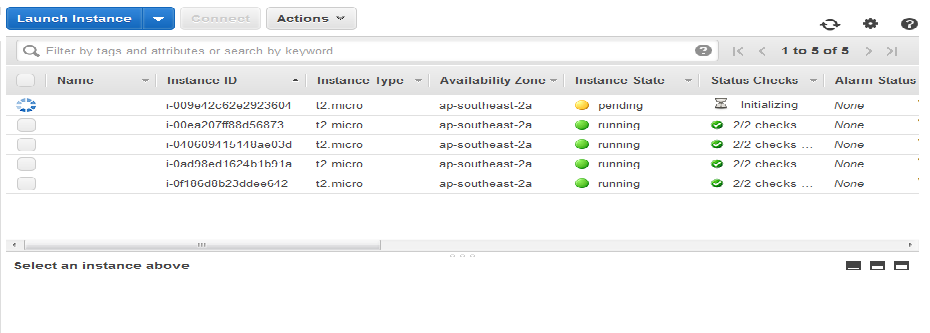 Launch Instance Connect Actions
Filter by tags and attributes or search by keyword 1 to 5 of 5
Name Instance ID Instance Type Availability Zone Instance State Status Checks Alarm Status
i-009e42c62e2923604 t2.micro ap-southeast-2a pending Initializing None
i-00ea207ff88d56873 t2.micro ap-southeast-2a running 2/2 checks None
i-040609415148ae03d t2.micro ap-southeast-2a running 2/2 checks ... None
i-0ad98ed1624b1b91a t2.micro ap-southeast-2a running 2/2 checks ... None
i-0f186d8b23ddee642 t2.micro ap-southeast-2a running 2/2 checks ... None
Select an instance above